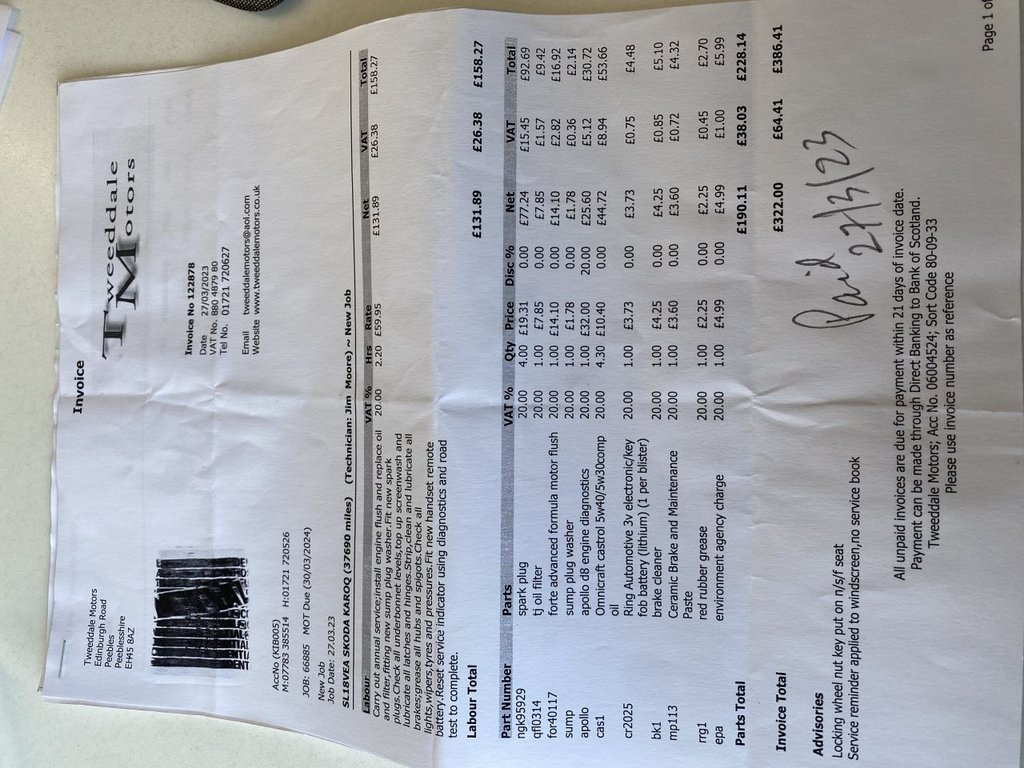 Invoice
Tweeddale Motors
Edinburgh Road
Peebles
Peeblesshire
EH45 8AZ
Tweeddale
Motors
Invoice No 122878
Date 27/03/2023
VAT No. 880 4879 80
Tel No. 01721 720627
Email tweeddalemotors@aol.com
Website www.tweeddalemotors.co.uk
AccNo (KIB005)
M:07783 385514 H:01721 720526
JOB: 66885 MOT Due (30/03/2024)
New Job
Job Date: 27.03.23
SL18VEA SKODA KAROQ (37690 miles) (Technician: Jim Moore) ~ New Job
Labour VAT % Hrs Rate Net VAT Total
Carry out annual service;install engine flush and replace oil 20.00 2.20 £59.95 £131.89 £26.38 £158.27
and filter,fitting new sump plug washer.Fit new spark
plugs.Check all underbonnet levels,top up screenwash and
lubricate all latches and hinges.Strip,clean and lubricate all
brakes;grease all hubs and spigots.Check all
lights,wipers,tyres and pressures.Fit new handset remote
battery.Reset service indicator using diagnostics and road
test to complete.
Labour Total £131.89 £26.38 £158.27
Part Number Parts VAT % Qty Price Disc % Net VAT Total
ngk95929 spark plug 20.00 4.00 £19.31 0.00 £77.24 £15.45 £92.69
qfl0314 tj oil filter 20.00 1.00 £7.85 0.00 £7.85 £1.57 £9.42
for40117 forte advanced formula motor flush 20.00 1.00 £14.10 0.00 £14.10 £2.82 £16.92
sump sump plug washer 20.00 1.00 £1.78 0.00 £1.78 £0.36 £2.14
apollo apollo d8 engine diagnostics 20.00 1.00 £32.00 20.00 £25.60 £5.12 £30.72
cas1 Omnicraft castrol 5w40/5w30comp 20.00 4.30 £10.40 0.00 £44.72 £8.94 £53.66
oil
cr2025 Ring Automotive 3v electronic/key 20.00 1.00 £3.73 0.00 £3.73 £0.75 £4.48
fob battery (lithium) (1 per blister)
bk1 brake cleaner 20.00 1.00 £4.25 0.00 £4.25 £0.85 £5.10
mp113 Ceramic Brake and Maintenance 20.00 1.00 £3.60 0.00 £3.60 £0.72 £4.32
Paste
rrg1 red rubber grease 20.00 1.00 £2.25 0.00 £2.25 £0.45 £2.70
epa environment agency charge 20.00 1.00 £4.99 0.00 £4.99 £1.00 £5.99
Parts Total £190.11 £38.03 £228.14
Invoice Total £322.00 £64.41 £386.41
Advisories
Locking wheel nut key put on n/s/f seat
Service reminder applied to windscreen,no service book
Paid 27/3/23
All unpaid invoices are due for payment within 21 days of invoice date.
Payment can be made through Direct Banking to Bank of Scotland.
Tweeddale Motors; Acc No. 06004524; Sort Code 80-09-33
Please use invoice number as reference
Page 1 of